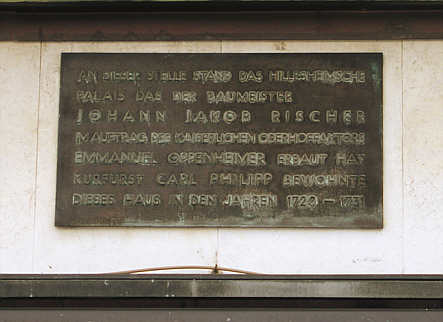 AN DIESER STELLE STAND DAS HILLESHEIMSCHE
PALAIS DAS DER BAUMEISTER
JOHANN JAKOB RISCHER
IM AUFTRAG DES KAISERLICHEN OBERHOFFAKTORS
EMMANUEL OPPENHEIMER ERBAUT HAT
KURFÜRST CARL PHILIPP BEWOHNTE
DIESES HAUS IN DEN JAHREN 1720 – 1731